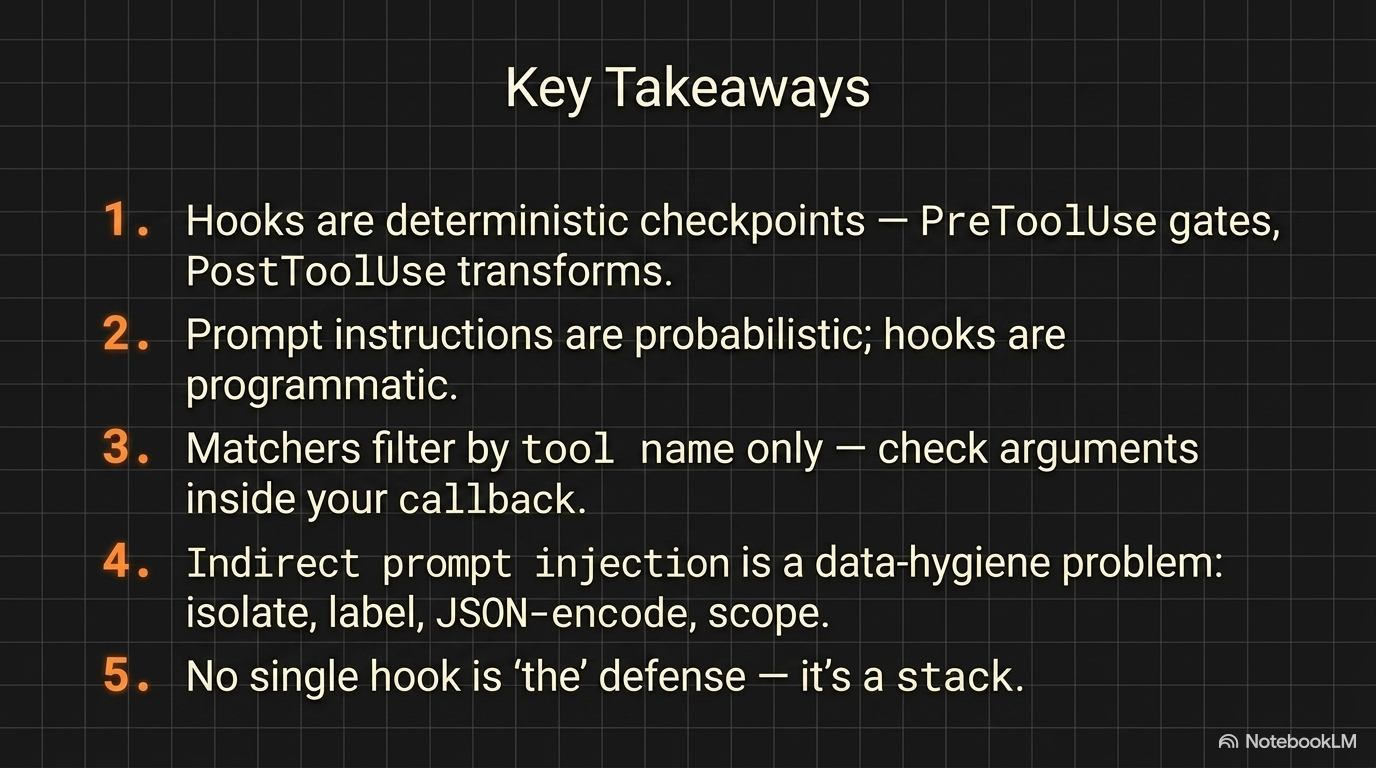 Key Takeaways
1. Hooks are deterministic checkpoints — PreToolUse gates,
PostToolUse transforms.
2. Prompt instructions are probabilistic; hooks are
programmatic.
3. Matchers filter by tool name only — check arguments
inside your callback.
4. Indirect prompt injection is a data-hygiene problem:
isolate, label, JSON-encode, scope.
5. No single hook is ‘the’ defense — it’s a stack.
NotebookLM